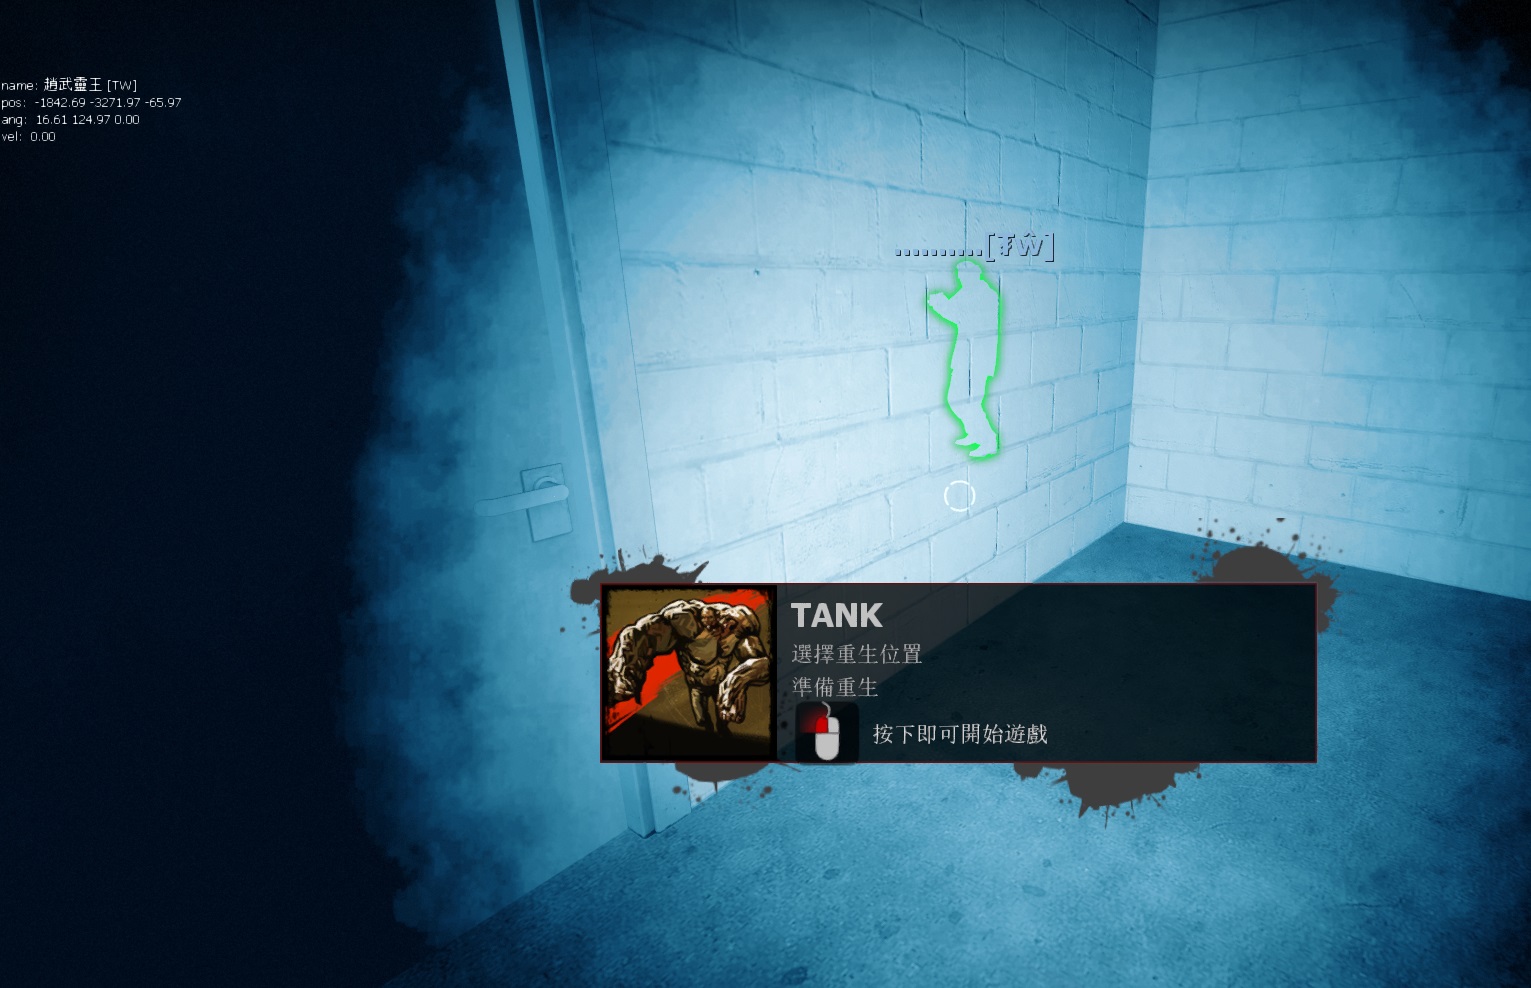 name: 趙武靈王 [TW]
pos: -1842.69 -3271.97 -65.97
ang: 16.61 124.97 0.00
vel: 0.00
..........[TW]
TANK
選擇重生位置
準備重生
按下即可開始遊戲